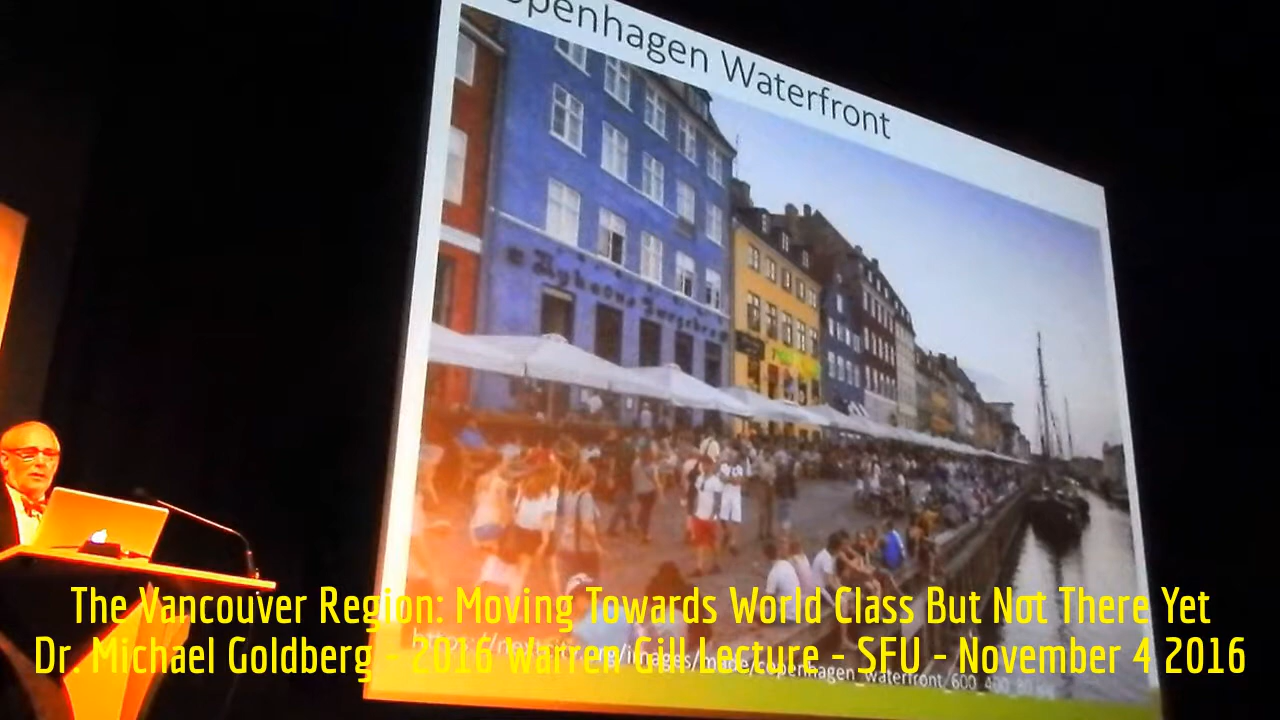 openhagen Waterfront
The Vancouver Region: Moving Towards World Class But Not There Yet
Dr. Michael Goldberg - 2016 Warren Gill Lecture - SFU - November 4 2016